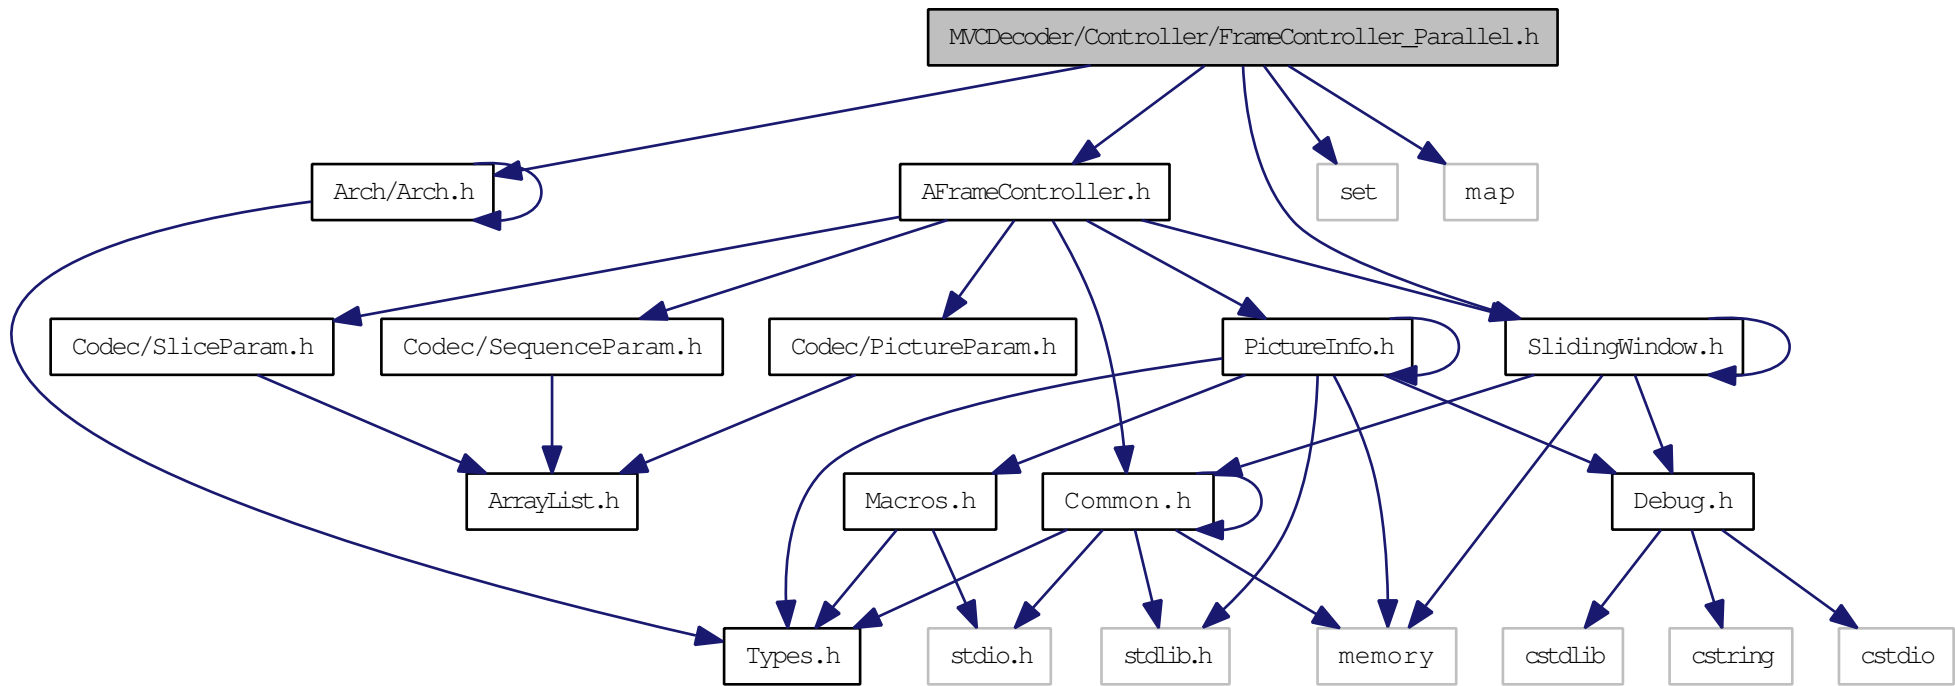 MVCDecoder/Controller/FrameController_Parallel.h
Arch/Arch.h
AFrameController.h
set
map
Codec/SliceParam.h
Codec/SequenceParam.h
Codec/PictureParam.h
PictureInfo.h
SlidingWindow.h
ArrayList.h
Macros.h
Common.h
Debug.h
Types.h
stdio.h
stdlib.h
memory
cstdlib
cstring
cstdio